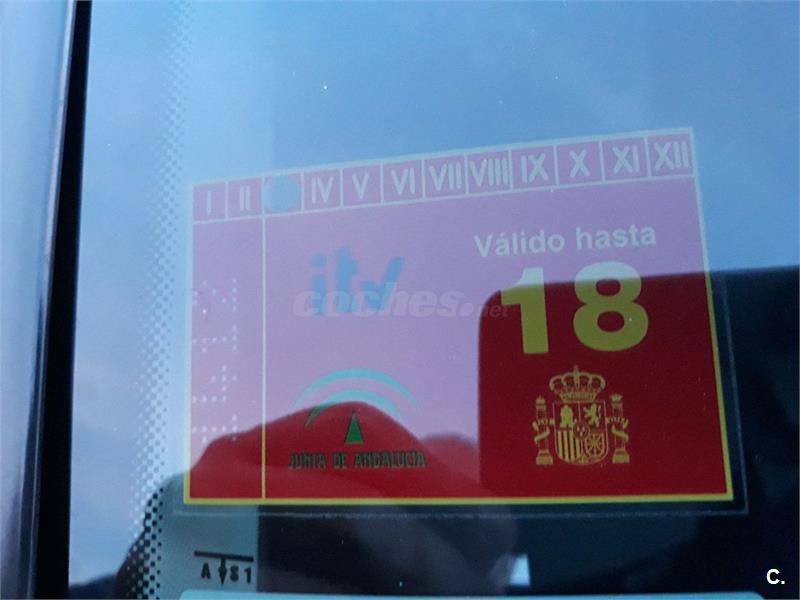 I II IV V VI VII VIII IX X XI XII
Válido hasta
itv
18
coches.net
JUNTA DE ANDALUCIA
A S1
C.